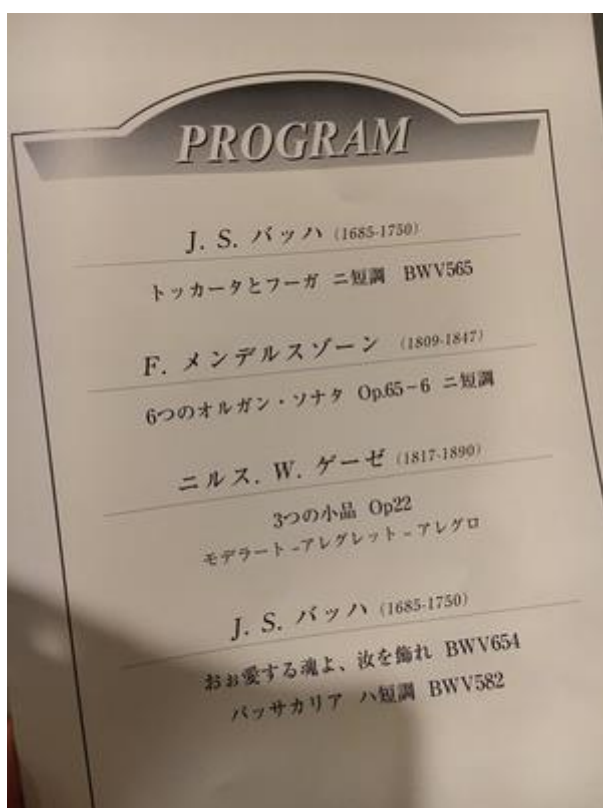 PROGRAM
J. S. バッハ (1685-1750)
トッカータとフーガ ニ短調 BWV565
F. メンデルスゾーン (1809-1847)
6つのオルガン・ソナタ Op.65-6 ニ短調
ニルス. W. ゲーゼ (1817-1890)
3つの小品 Op22
モデラート-アレグレット-アレグロ
J. S. バッハ (1685-1750)
おぉ愛する魂よ、汝を飾れ BWV654
パッサカリア ハ短調 BWV582